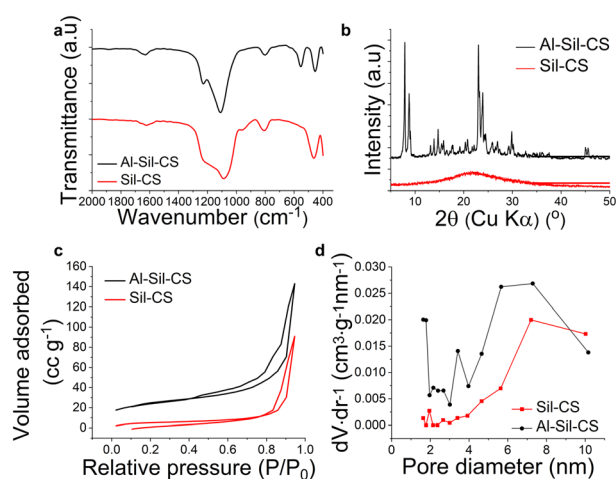 a
Transmittance (a.u)
Al-Sil-CS
Sil-CS
2000 1800 1600 1400 1200 1000 800 600 400
Wavenumber (cm-1)
b
Intensity (a.u)
Al-Sil-CS
Sil-CS
10 20 30 40 50
2θ (Cu Kα) (º)
c
Volume adsorbed
(cc g-1)
160
140
120
100
80
60
40
20
0
Al-Sil-CS
Sil-CS
0.0 0.2 0.4 0.6 0.8 1.0
Relative pressure (P/P0)
d
dV·dr-1 (cm3·g-1nm-1)
0.030
0.025
0.020
0.015
0.010
0.005
0.000
Sil-CS
Al-Sil-CS
2 4 6 8 10
Pore diameter (nm)